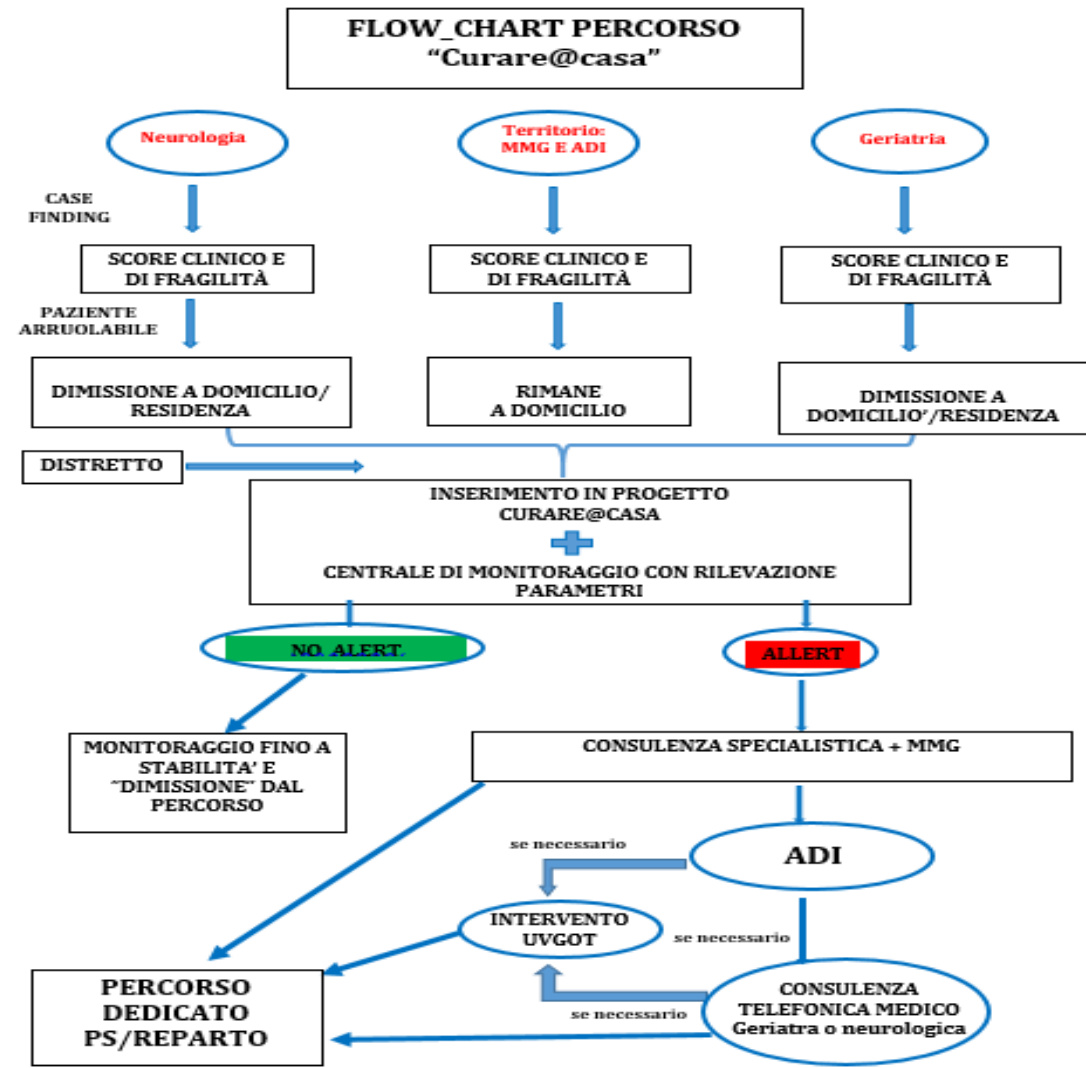 FLOW_CHART PERCORSO
“Curare@casa”
Neurologia
Territorio:
MMG E ADI
Geriatria
CASE
FINDING
SCORE CLINICO E
DI FRAGILITÀ
SCORE CLINICO E
DI FRAGILITÀ
SCORE CLINICO E
DI FRAGILITÀ
PAZIENTE
ARRUOLABILE
DIMISSIONE A DOMICILIO/
RESIDENZA
RIMANE
A DOMICILIO
DIMISSIONE A
DOMICILIO’/RESIDENZA
DISTRETTO
INSERIMENTO IN PROGETTO
CURARE@CASA
CENTRALE DI MONITORAGGIO CON RILEVAZIONE
PARAMETRI
NO. ALERT.
ALLERT
MONITORAGGIO FINO A
STABILITA’ E
“DIMISSIONE” DAL
PERCORSO
CONSULENZA SPECIALISTICA + MMG
se necessario
ADI
INTERVENTO
UVGOT
se necessario
PERCORSO
DEDICATO
PS/REPARTO
se necessario
CONSULENZA
TELEFONICA MEDICO
Geriatra o neurologica